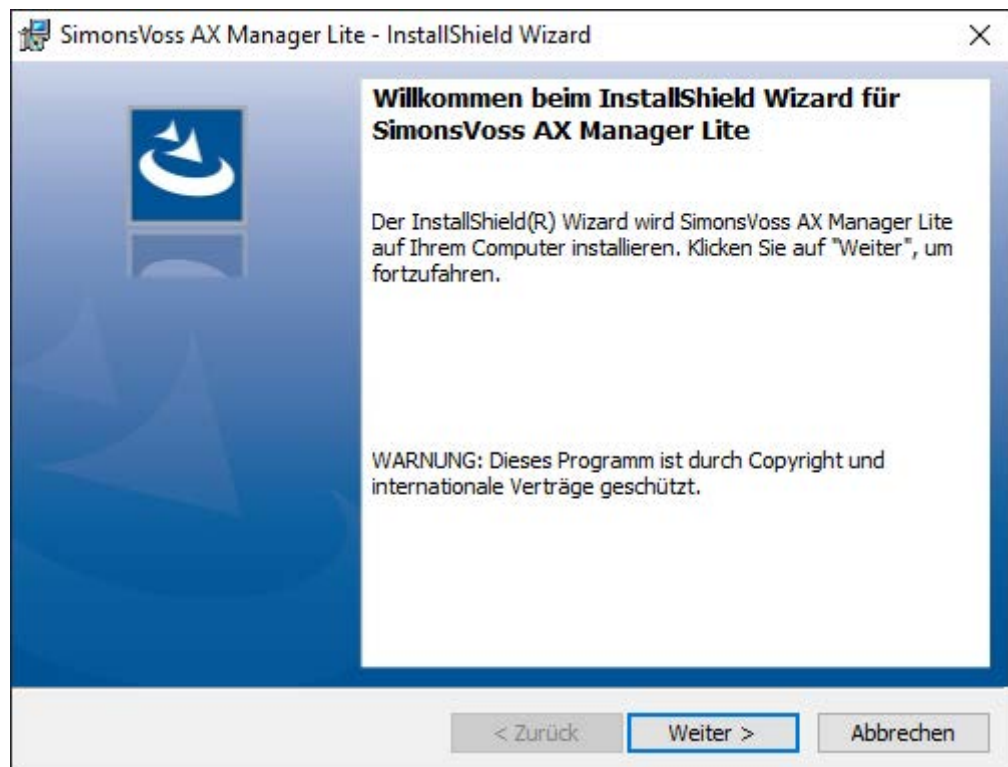 SimonsVoss AX Manager Lite - InstallShield Wizard
Willkommen beim InstallShield Wizard für
SimonsVoss AX Manager Lite
Der InstallShield(R) Wizard wird SimonsVoss AX Manager Lite
auf Ihrem Computer installieren. Klicken Sie auf "Weiter", um
fortzufahren.
WARNUNG: Dieses Programm ist durch Copyright und
internationale Verträge geschützt.
< Zurück
Weiter >
Abbrechen